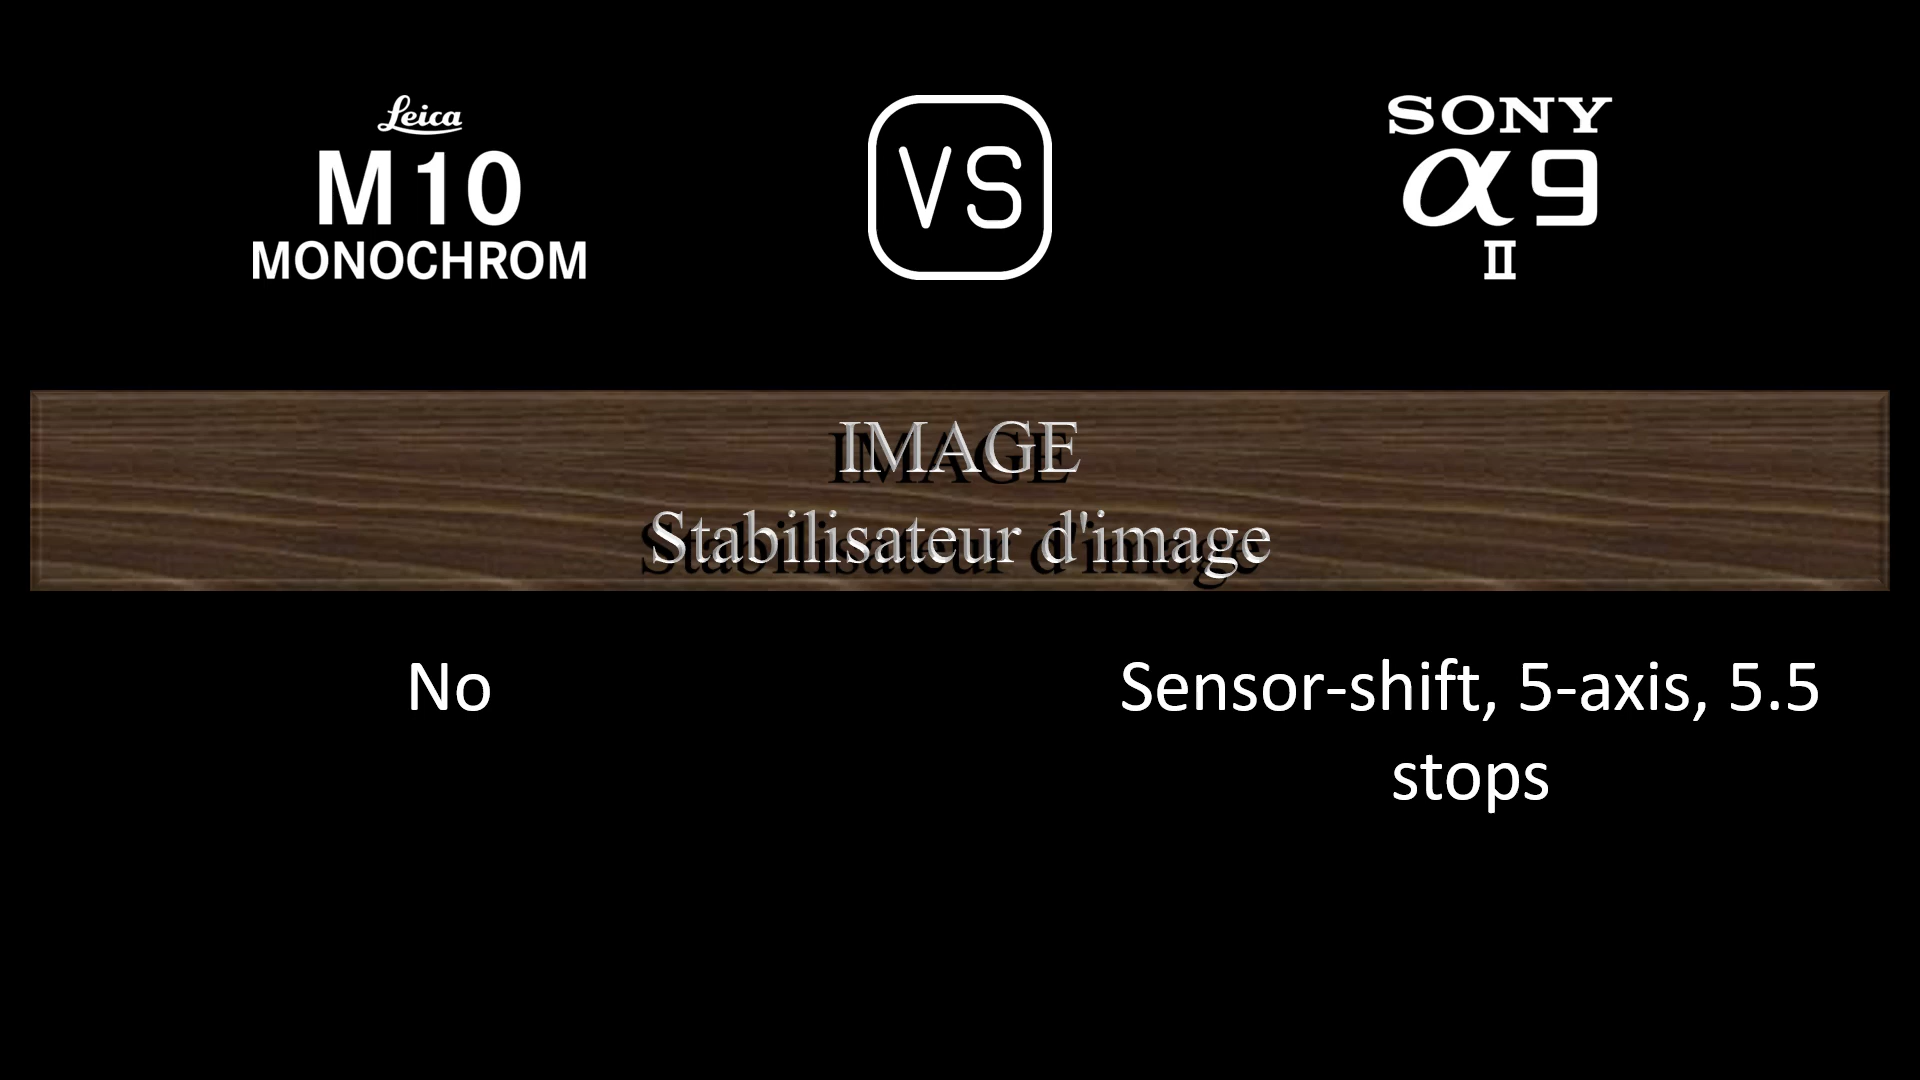 Leica
M10
MONOCHROM
VS
SONY
α9
II
IMAGE
Stabilisateur d'image
No
Sensor-shift, 5-axis, 5.5
stops